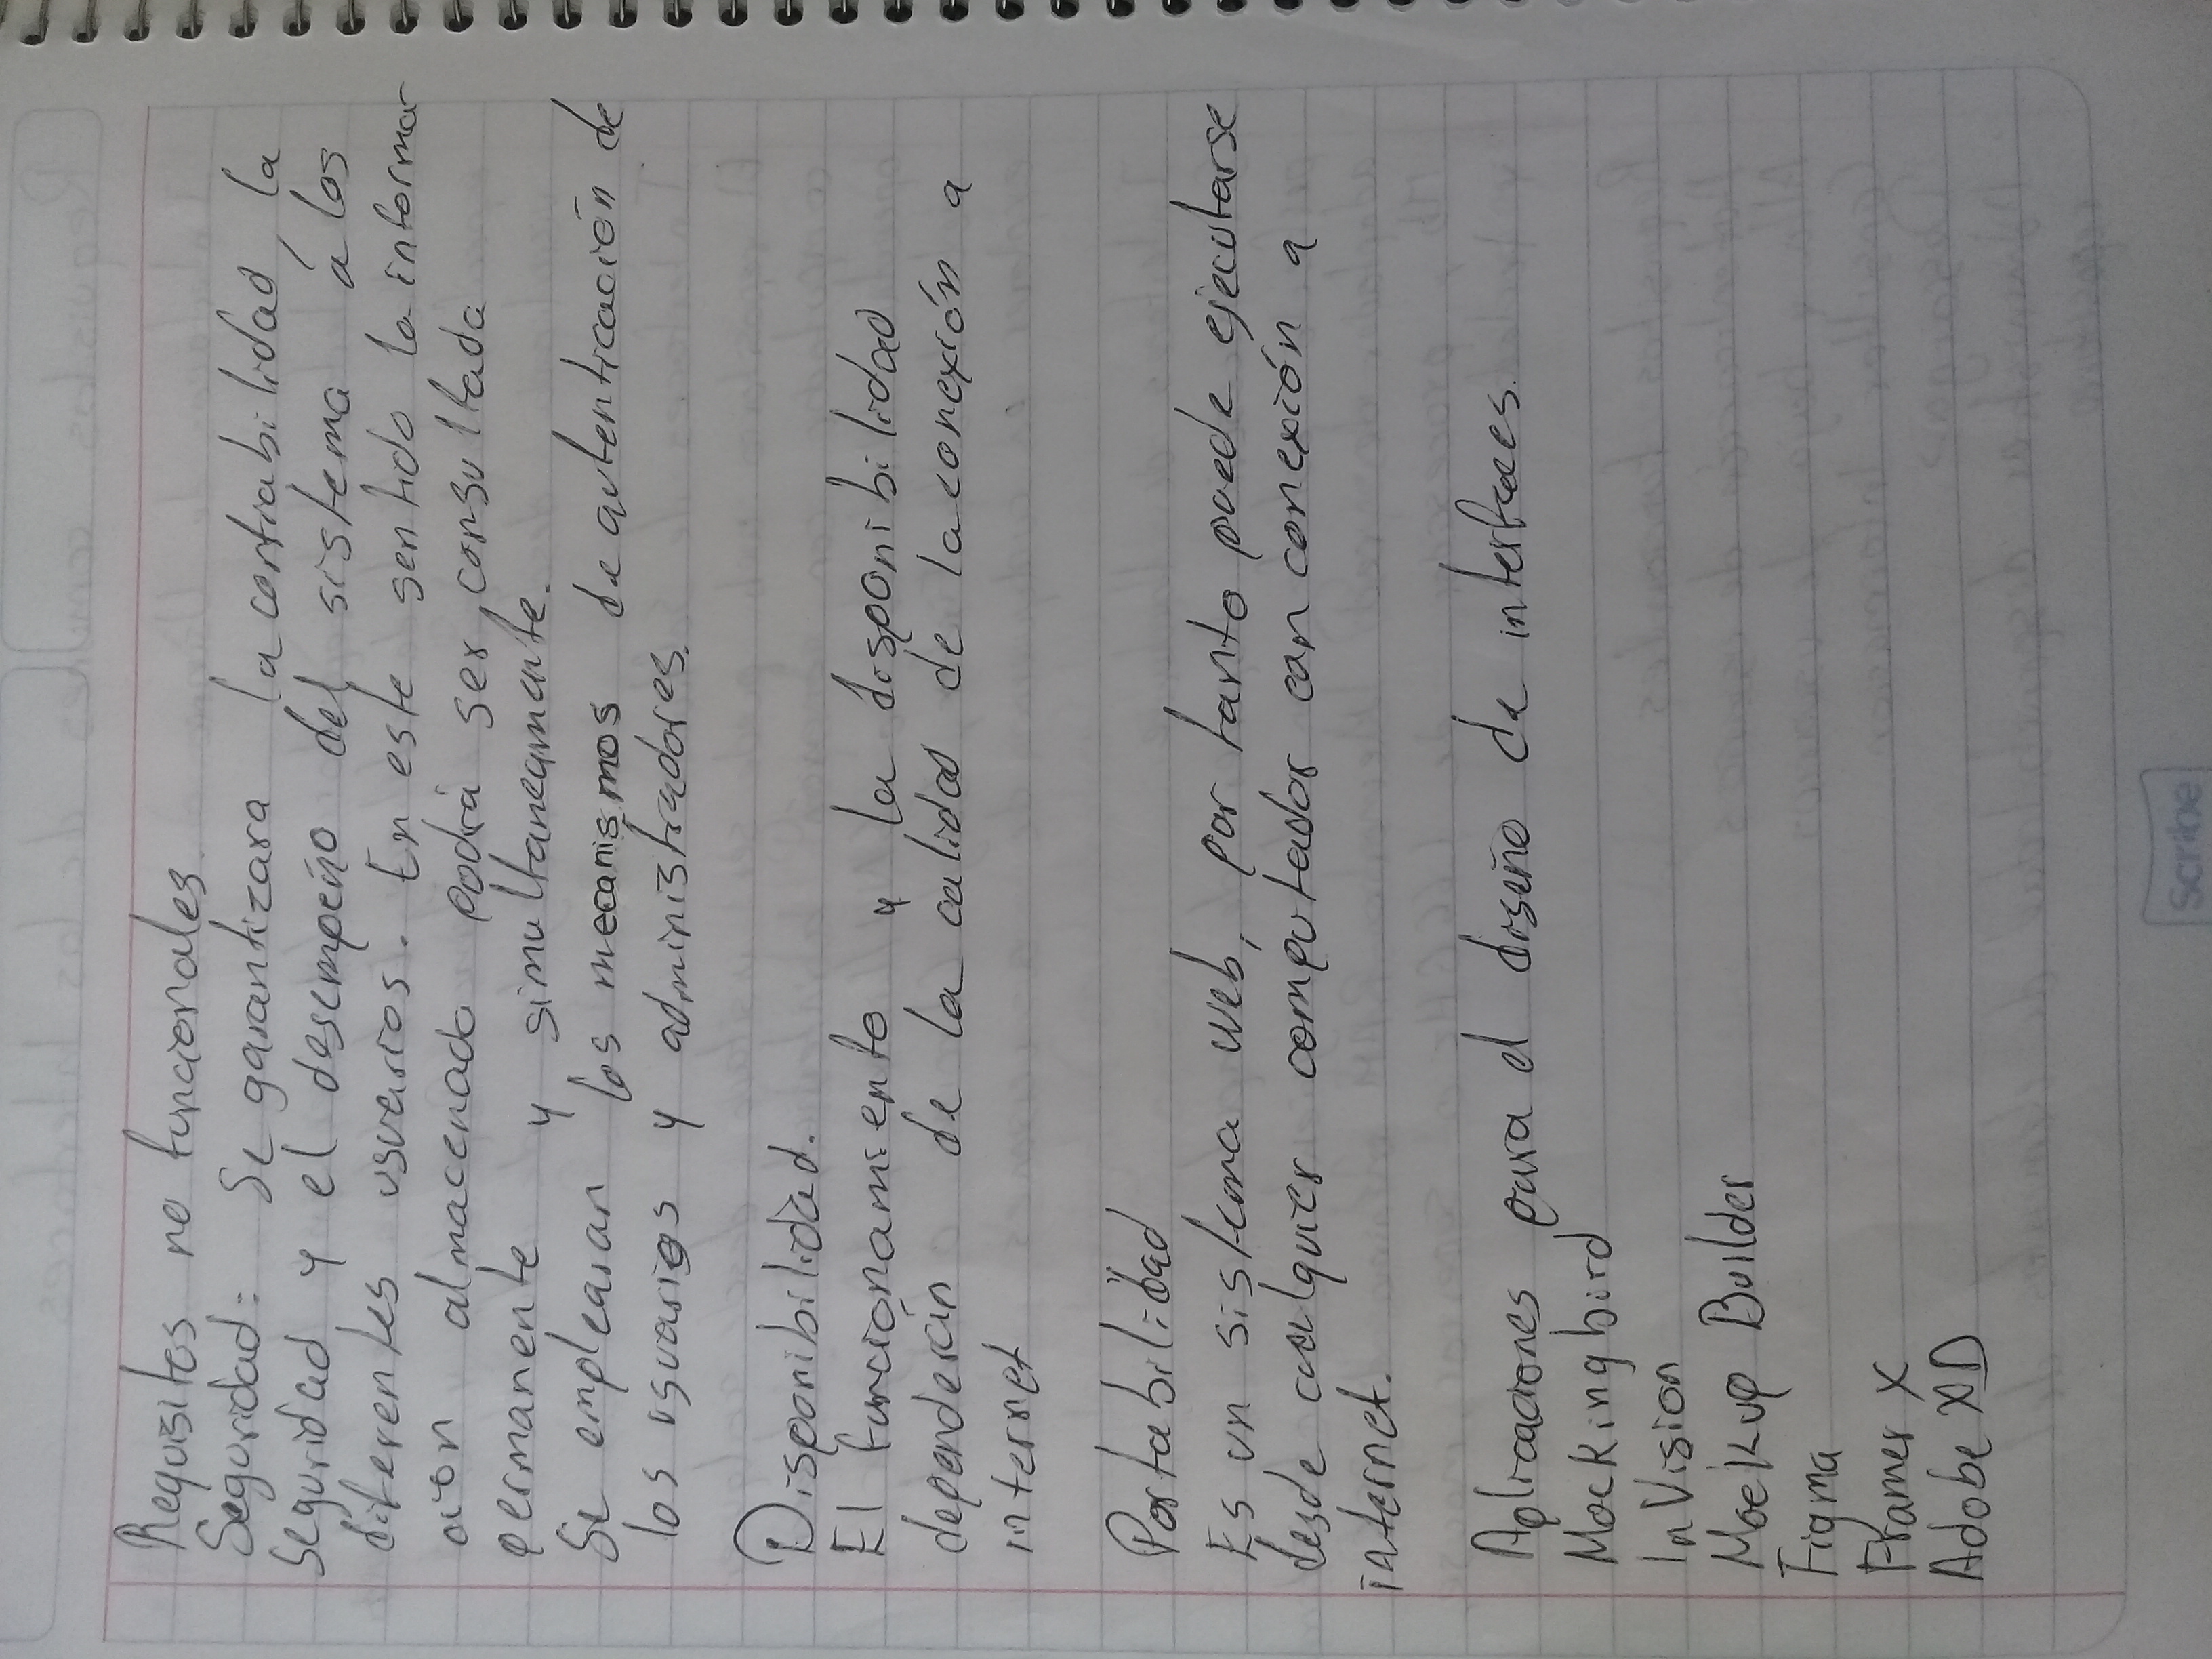 Requisitos no funcionales
Seguridad: Se garantizara la confiabilidad, la
seguridad y el desempeño del sistema a los
diferentes usuarios. En este sentido la informa-
ción almacenada podrá ser consultada
permanente y simultaneamente.
Se emplearan los mecanismos de autenticación de
los usuarios y administradores.
Disponibilidad.
El funcionamiento y la disponibilidad
dependerán de la calidad de la conexión a
internet
Portabilidad
Es un sistema web, por tanto puede ejecutarse
desde cualquier computador con conexión a
internet.
Aplicaciones para el diseño de interfaces.
Mockingbird
InVision
Mockup Builder
Figma
Framer X
Adobe XD
Scribe